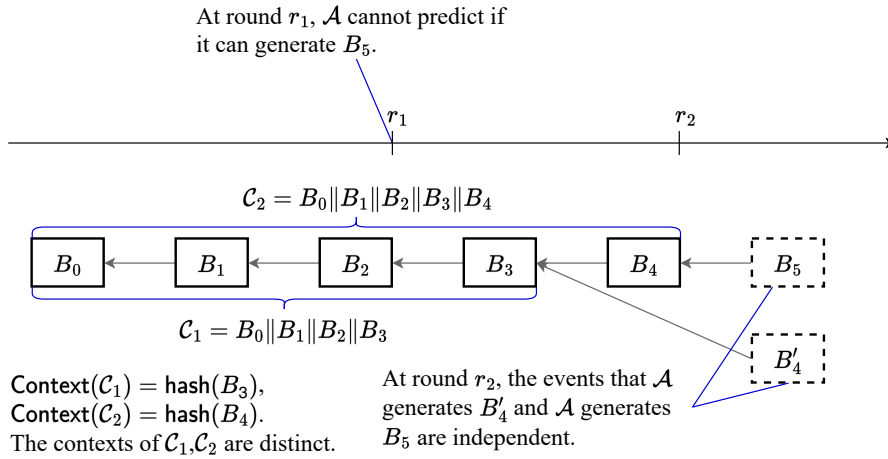 At round r₁, 𝒜 cannot predict if
it can generate B₅.
r₁
r₂
𝒞₂ = B₀∥B₁∥B₂∥B₃∥B₄
B₀
B₁
B₂
B₃
B₄
B₅
𝒞₁ = B₀∥B₁∥B₂∥B₃
B₄′
Context(𝒞₁) = hash(B₃),
Context(𝒞₂) = hash(B₄).
The contexts of 𝒞₁,𝒞₂ are distinct.
At round r₂, the events that 𝒜
generates B₄′ and 𝒜 generates
B₅ are independent.